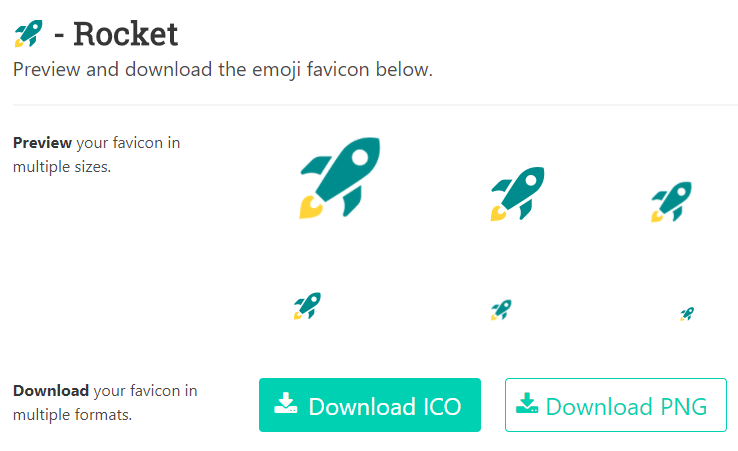 - Rocket
Preview and download the emoji favicon below.
Preview your favicon in
multiple sizes.
Download your favicon in
multiple formats.
Download ICO
Download PNG